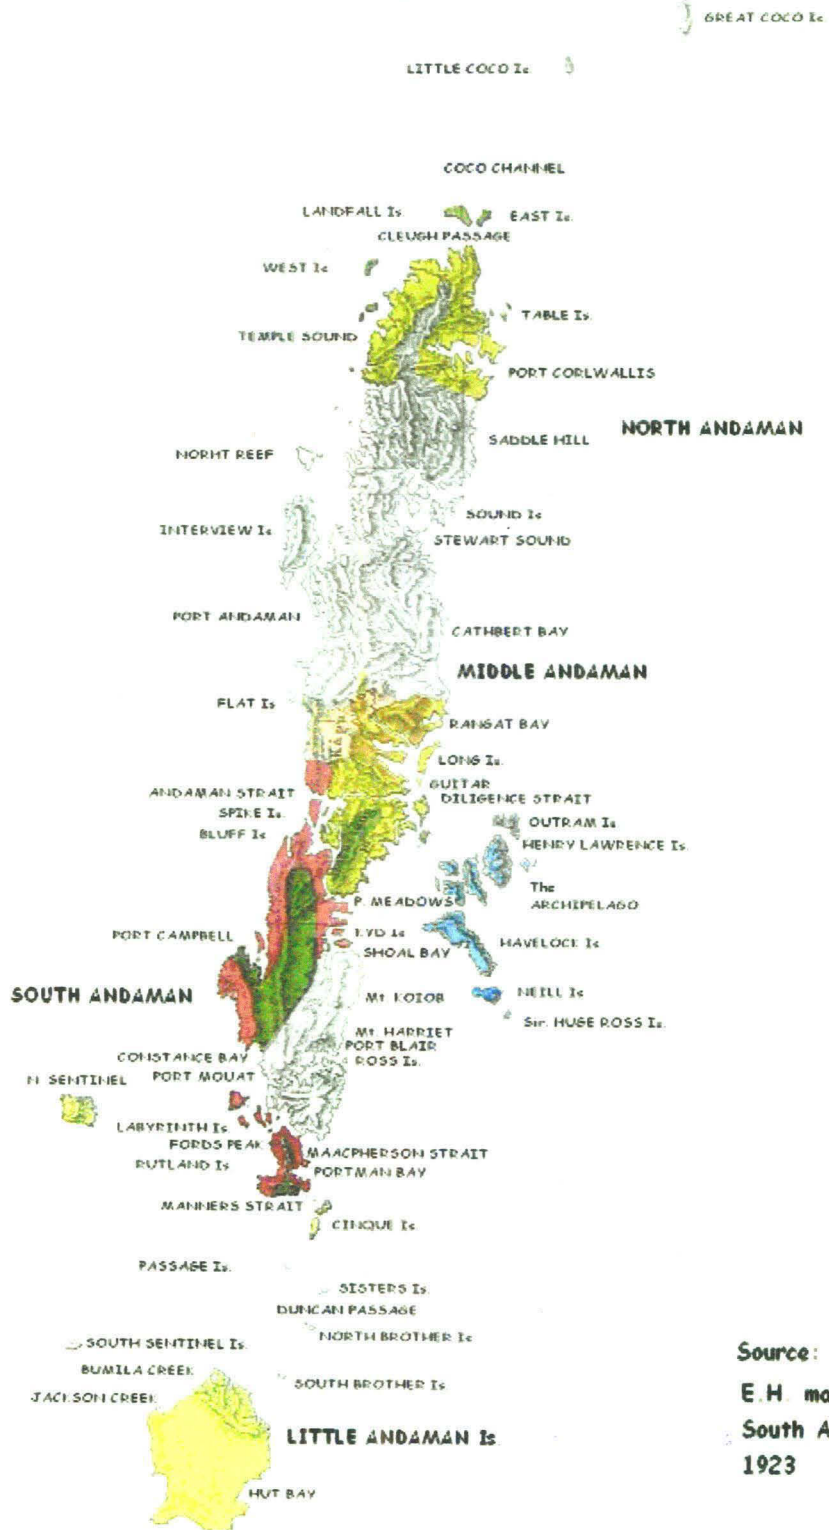 GREAT COCO Is
LITTLE COCO Is.
COCO CHANNEL
LANDFALL Is.
EAST Is.
CLEUGH PASSAGE
WEST Is
TABLE Is.
TEMPLE SOUND
PORT CORLWALLIS
NORTH ANDAMAN
SADDLE HILL
NORHT REEF
SOUND Is
INTERVIEW Is.
STEWART SOUND
PORT ANDAMAN
CATHBERT BAY
MIDDLE ANDAMAN
FLAT Is
RANGAT BAY
LONG Is.
GUITAR
ANDAMAN STRAIT
DILIGENCE STRAIT
SPIKE Is.
OUTRAM Is.
BLUFF Is
HENRY LAWRENCE Is.
The
ARCHIPELAGO
P. MEADOWS
KYD Is
PORT CAMPBELL
HAVELOCK Is
SHOAL BAY
SOUTH ANDAMAN
Mt. KOIOB
NEILL Is
Sir. HUGE ROSS Is.
Mt. HARRIET
PORT BLAIR
CONSTANCE BAY
ROSS Is.
N. SENTINEL
PORT MOUAT
LABYRINTH Is.
FORDS PEAK
MAACPHERSON STRAIT
RUTLAND Is
PORTMAN BAY
MANNERS STRAIT
CINQUE Is.
PASSAGE Is.
SISTERS Is.
DUNCAN PASSAGE
NORTH BROTHER Is
SOUTH SENTINEL Is.
BUMILA CREEK
SOUTH BROTHER Is
JACKSON CREEK
LITTLE ANDAMAN Is.
HUT BAY
Source:
E.H. ma
South A
1923